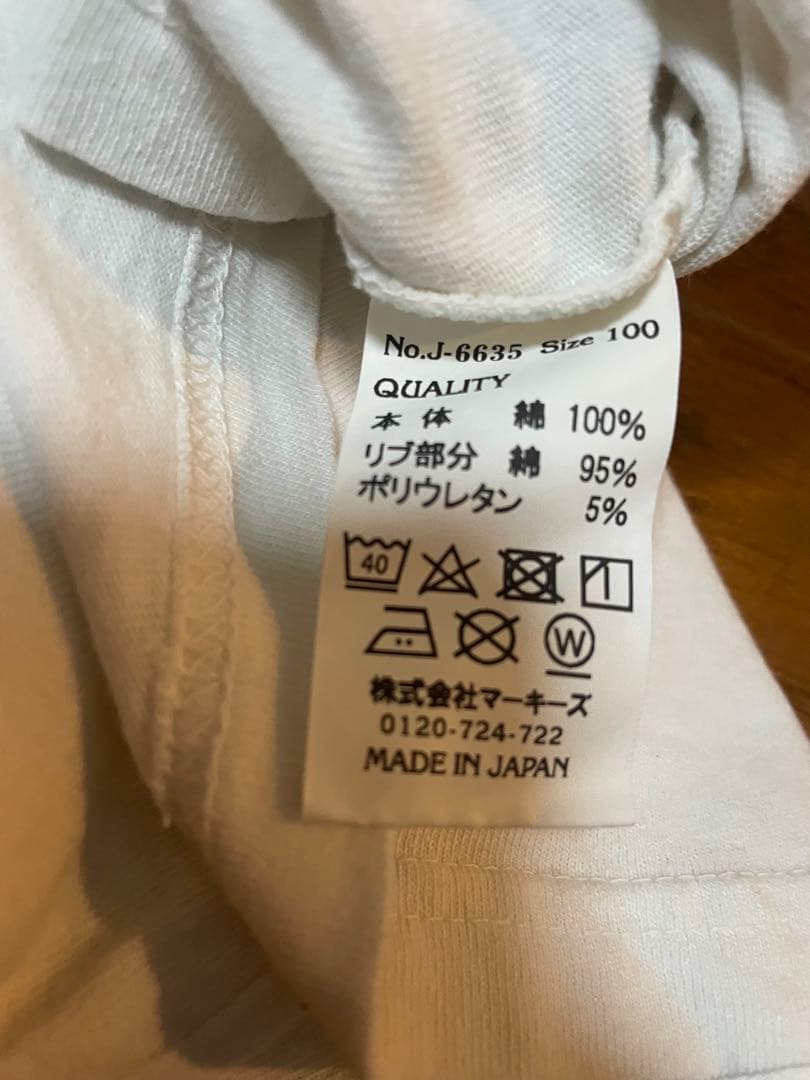 No.J-6635 Size 100
QUALITY
本体 綿 100%
リブ部分 綿 95%
ポリウレタン 5%
40
W
株式会社マーキーズ
0120-724-722
MADE IN JAPAN